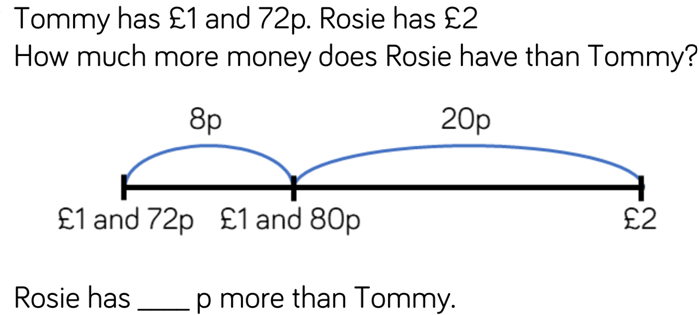 Tommy has £1 and 72p. Rosie has £2
How much more money does Rosie have than Tommy?
8p 20p
£1 and 72p £1 and 80p £2
Rosie has ____ p more than Tommy.